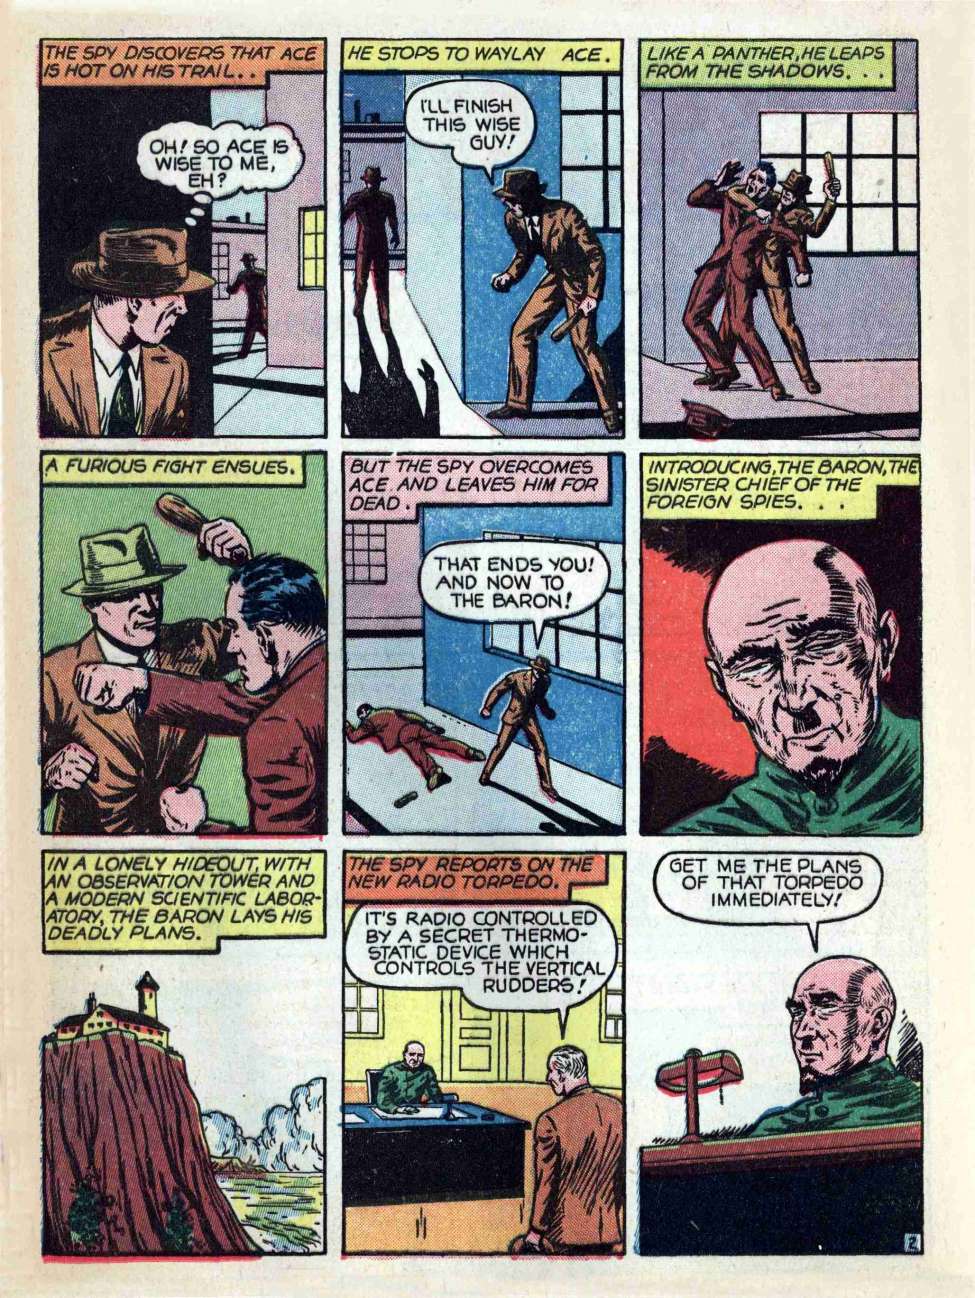 THE SPY DISCOVERS THAT ACE
IS HOT ON HIS TRAIL..
OH! SO ACE IS
WISE TO ME,
EH?
HE STOPS TO WAYLAY ACE.
I'LL FINISH
THIS WISE
GUY!
LIKE A PANTHER, HE LEAPS
FROM THE SHADOWS...
A FURIOUS FIGHT ENSUES.
BUT THE SPY OVERCOMES
ACE AND LEAVES HIM FOR
DEAD.
THAT ENDS YOU!
AND NOW TO
THE BARON!
INTRODUCING, THE BARON, THE
SINISTER CHIEF OF THE
FOREIGN SPIES...
IN A LONELY HIDEOUT, WITH
AN OBSERVATION TOWER AND
A MODERN SCIENTIFIC LABOR-
ATORY, THE BARON LAYS HIS
DEADLY PLANS.
THE SPY REPORTS ON THE
NEW RADIO TORPEDO.
IT'S RADIO CONTROLLED
BY A SECRET THERMO-
STATIC DEVICE WHICH
CONTROLS THE VERTICAL
RUDDERS!
GET ME THE PLANS
OF THAT TORPEDO
IMMEDIATELY!
2